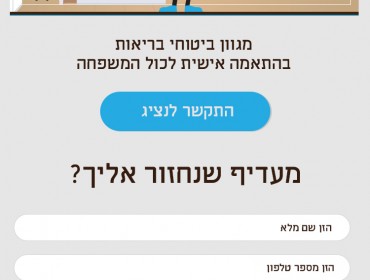 מגוון ביטוחי בריאות
בהתאמה אישית לכול המשפחה
התקשר לנציג
מעדיף שנחזור אליך?
הזן שם מלא
הזן מספר טלפון